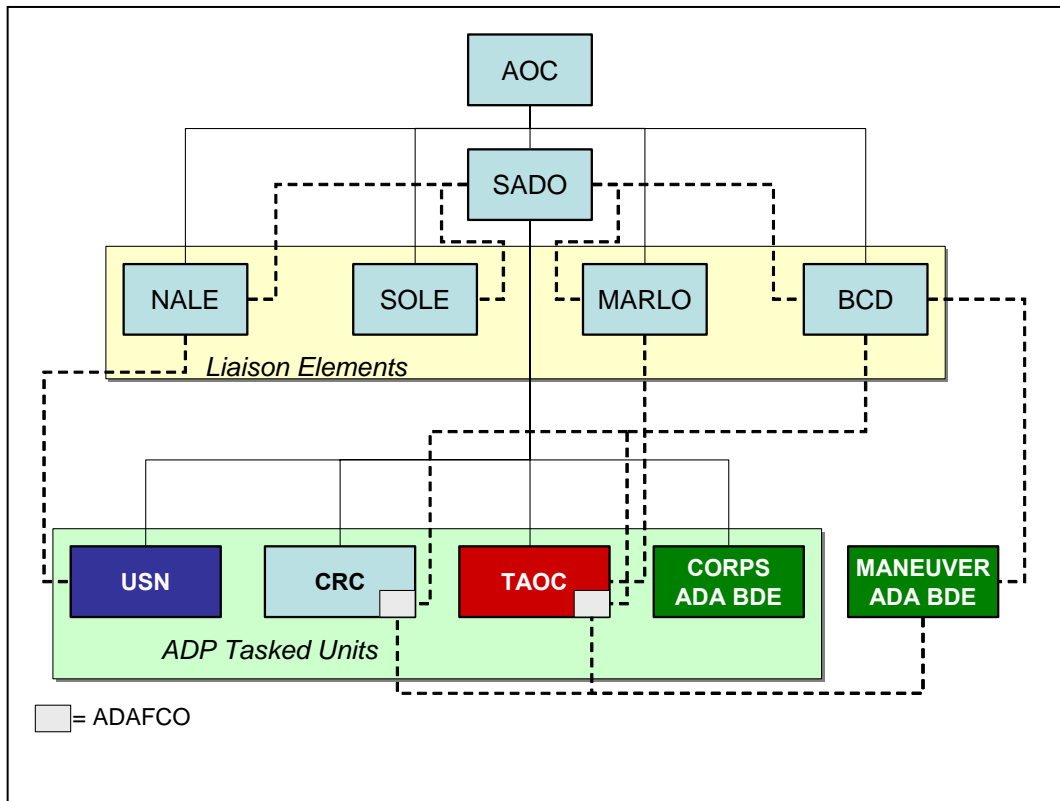 AOC
SADO
NALE
SOLE
MARLO
BCD
Liaison Elements
USN
CRC
TAOC
CORPS
ADA BDE
MANEUVER
ADA BDE
ADP Tasked Units
= ADAFCO